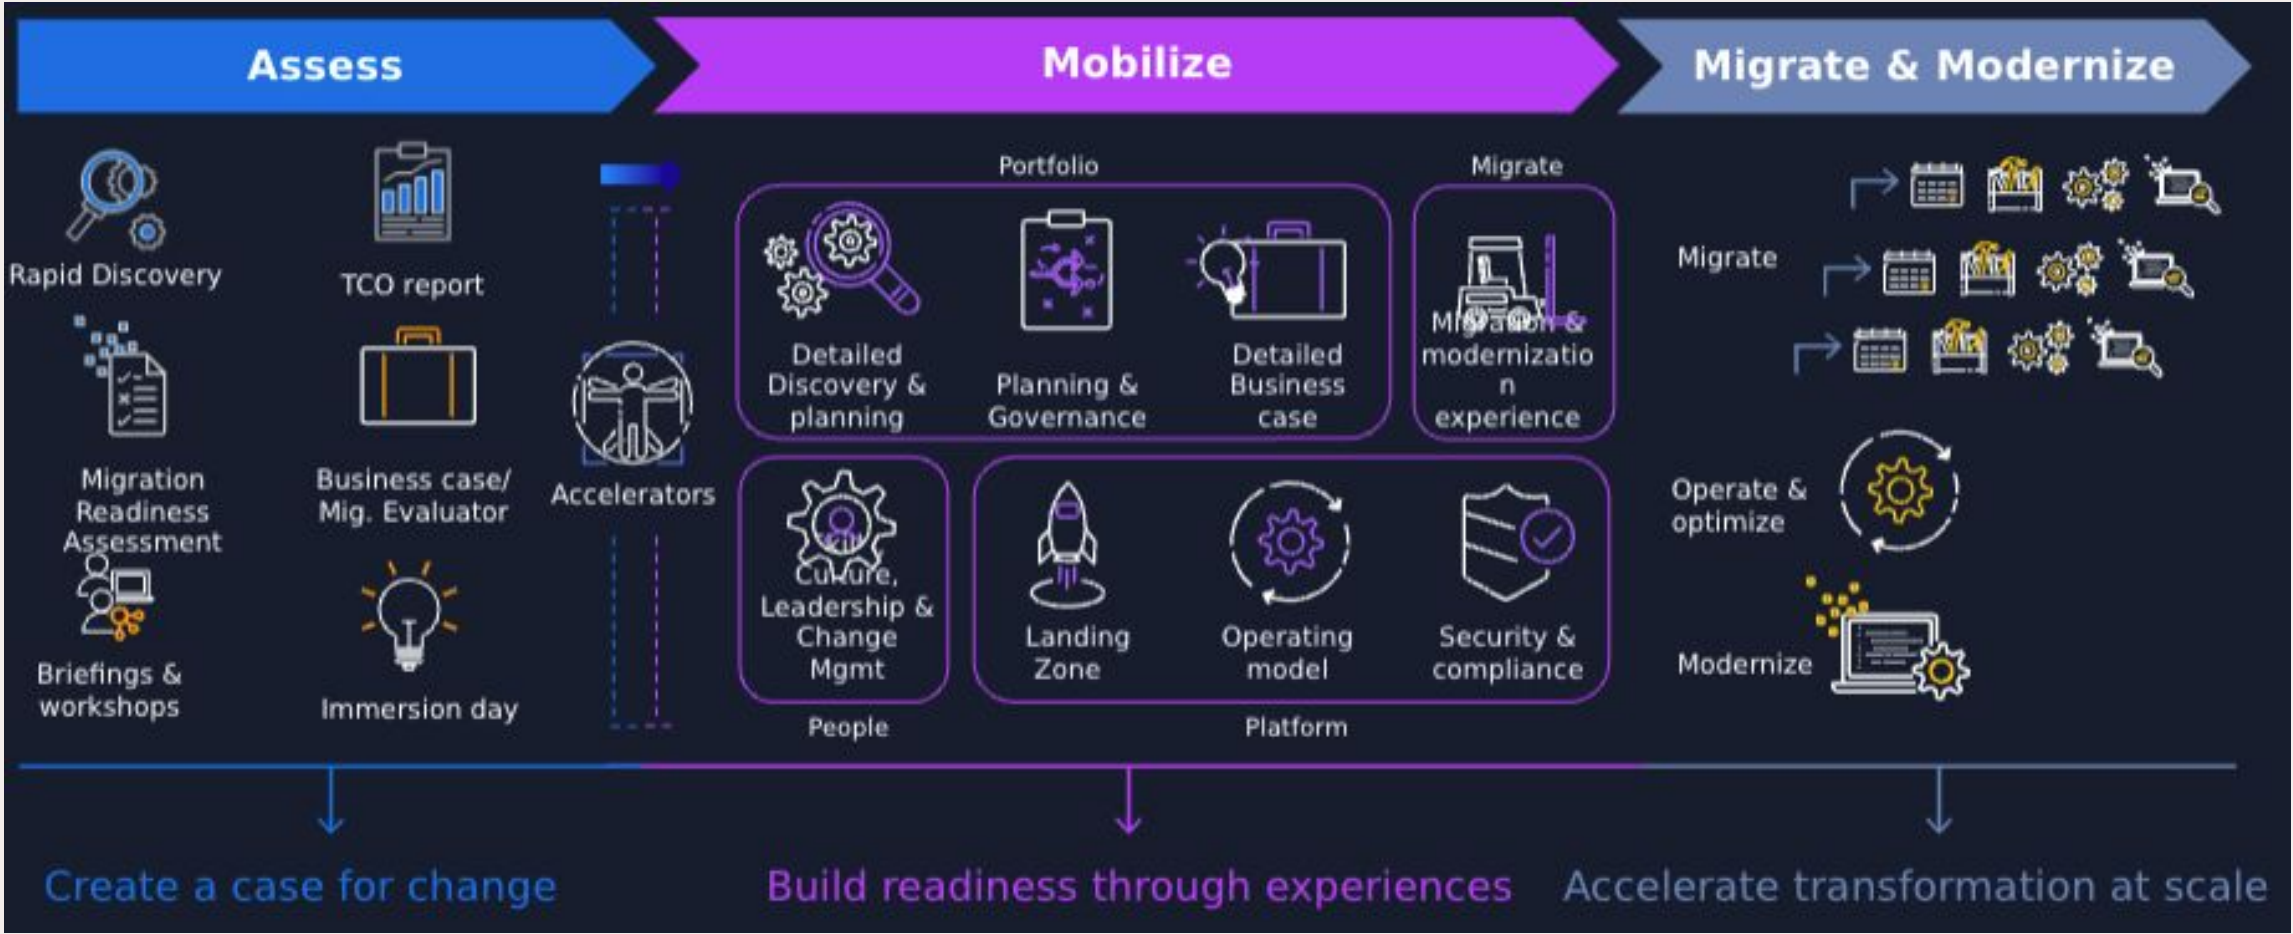 Assess
Mobilize
Migrate & Modernize
Rapid Discovery
TCO report
Migration
Readiness
Assessment
Business case/
Mig. Evaluator
Briefings &
workshops
Immersion day
Accelerators
Portfolio
Detailed
Discovery &
planning
Planning &
Governance
Detailed
Business
case
Migrate
Migration &
modernizatio
n
experience
Culture,
Leadership &
Change
Mgmt
People
Landing
Zone
Operating
model
Security &
compliance
Platform
Migrate
Operate &
optimize
Modernize
Create a case for change
Build readiness through experiences
Accelerate transformation at scale